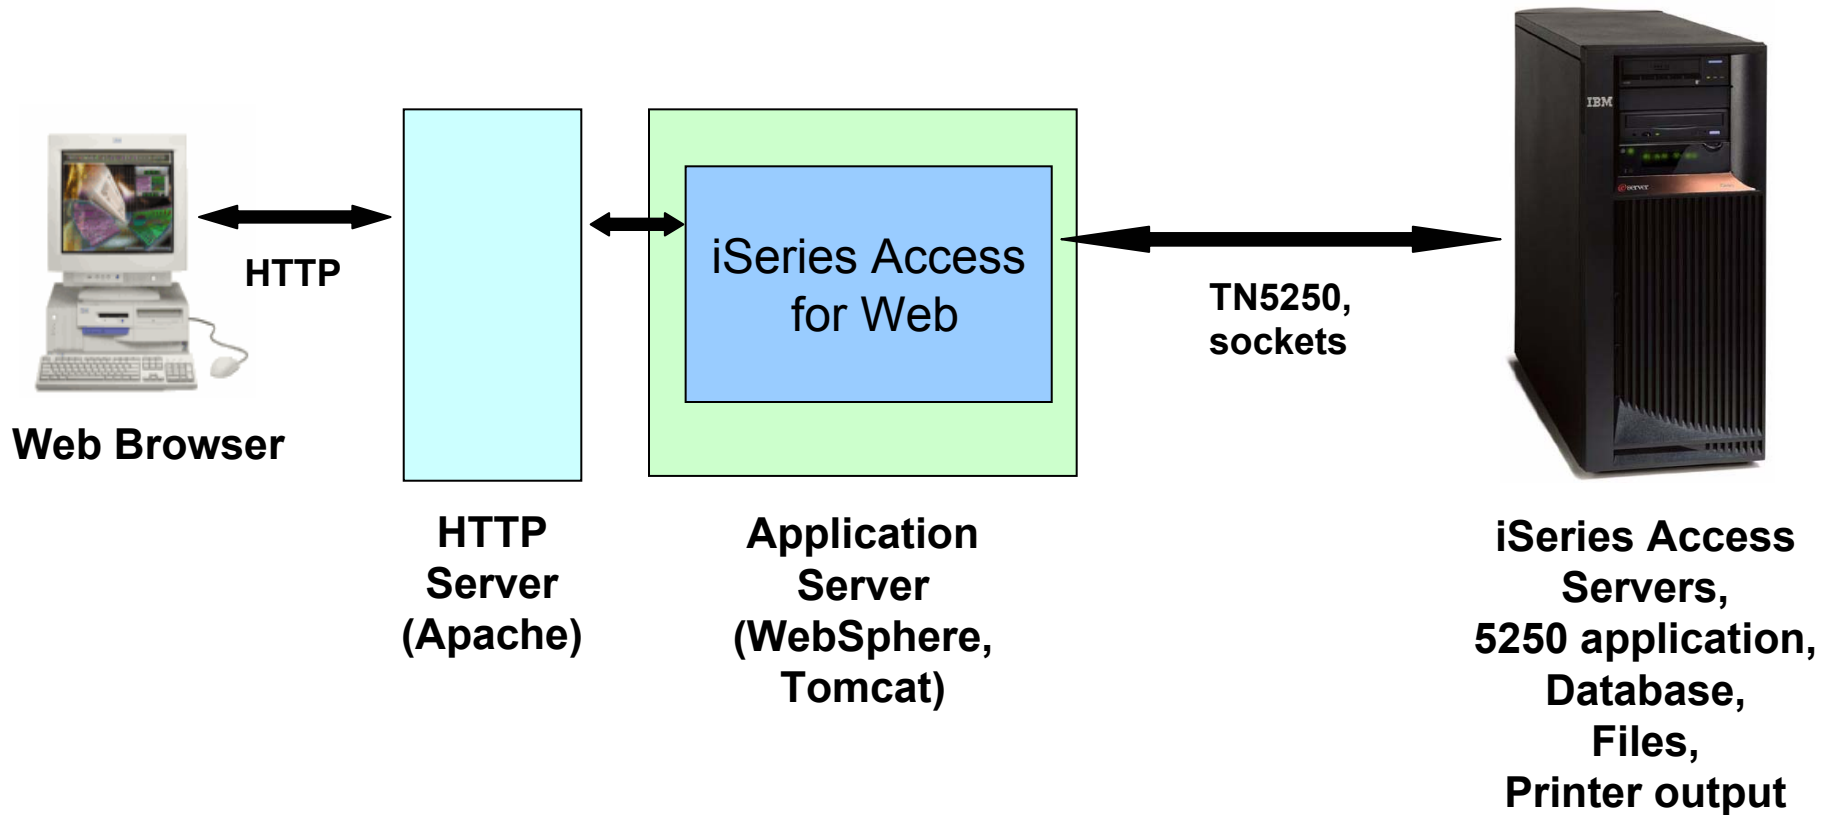 HTTP
Web Browser
HTTP
Server
(Apache)
iSeries Access
for Web
Application
Server
(WebSphere,
Tomcat)
TN5250,
sockets
IBM
server
iSeries Access
Servers,
5250 application,
Database,
Files,
Printer output